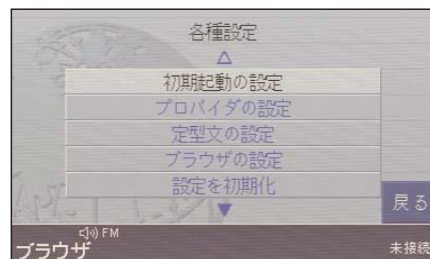 各種設定
初期起動の設定
プロバイダの設定
定型文の設定
ブラウザの設定
設定を初期化
戻る
FM
ブラウザ
未接続